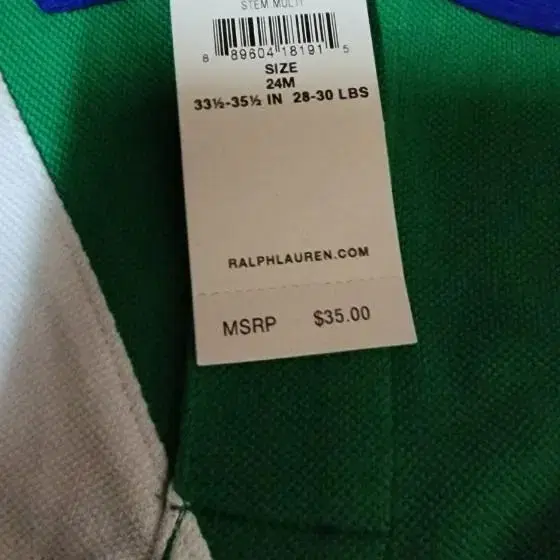 STEM MULTI
8 89604 18191 5
SIZE
24M
33½-35½ IN 28-30 LBS
RALPHLAUREN.COM
MSRP $35.00